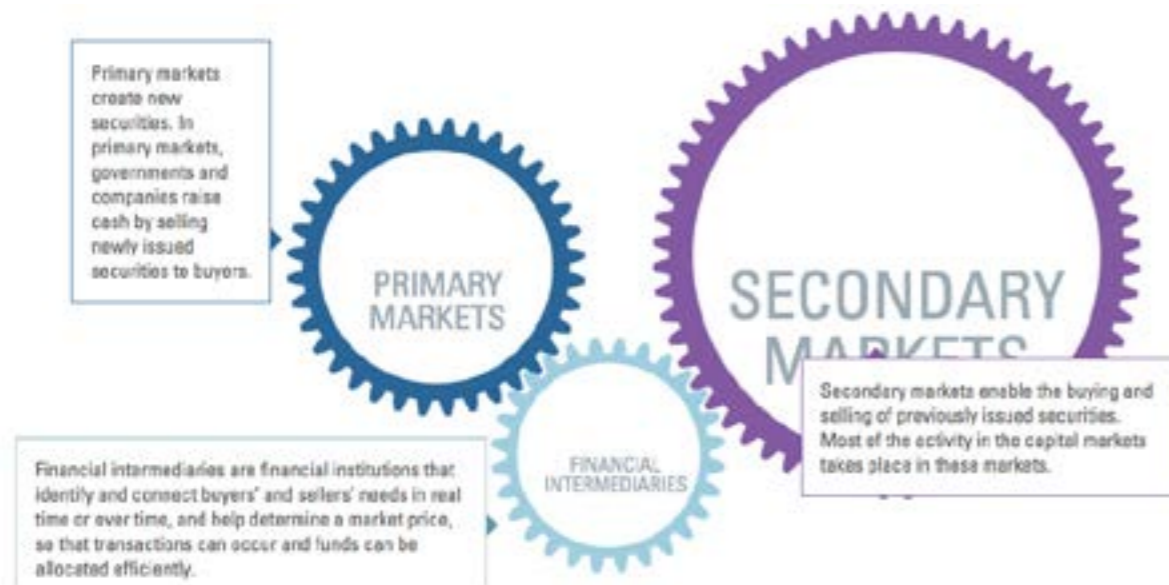 Primary markets
create new
securities. In
primary markets,
governments and
companies raise
cash by selling
newly issued
securities to buyers.
PRIMARY
MARKETS
SECONDARY
MARKETS
Secondary markets enable the buying and
selling of previously issued securities.
Most of the activity in the capital markets
takes place in these markets.
FINANCIAL
INTERMEDIARIES
Financial intermediaries are financial institutions that
identify and connect buyers' and sellers' needs in real
time or over time, and help determine a market price,
so that transactions can occur and funds can be
allocated efficiently.